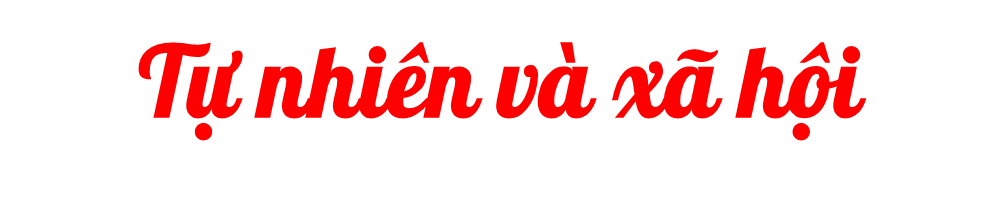 Tự nhiên và xã hội